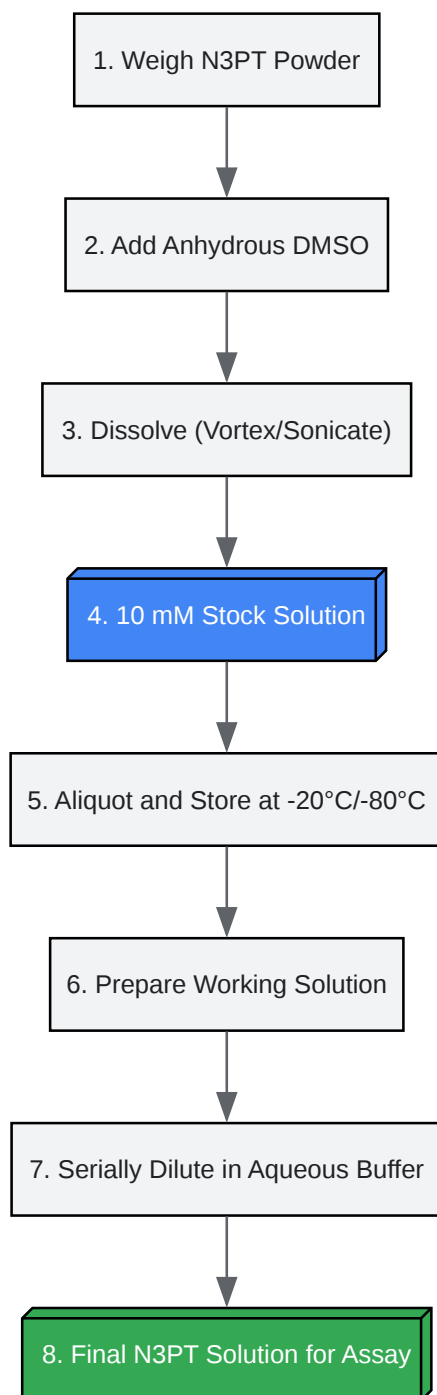 1. Weigh N3PT Powder
2. Add Anhydrous DMSO
3. Dissolve (Vortex/Sonicate)
4. 10 mM Stock Solution
5. Aliquot and Store at -20°C/-80°C
6. Prepare Working Solution
7. Serially Dilute in Aqueous Buffer
8. Final N3PT Solution for Assay